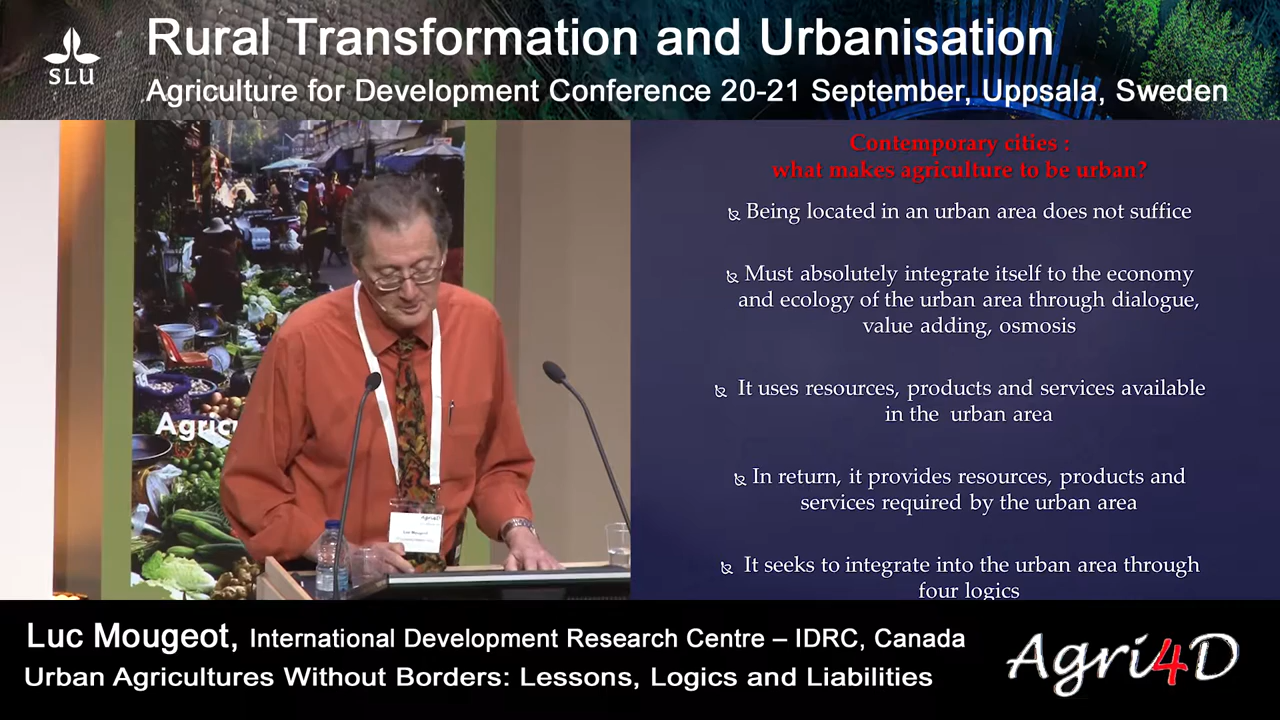 SLU
Rural Transformation and Urbanisation
Agriculture for Development Conference 20-21 September, Uppsala, Sweden
Agric
Agri4D
Luc Mougeot
Contemporary cities :
what makes agriculture to be urban?
Being located in an urban area does not suffice
Must absolutely integrate itself to the economy
and ecology of the urban area through dialogue,
value adding, osmosis
It uses resources, products and services available
in the urban area
In return, it provides resources, products and
services required by the urban area
It seeks to integrate into the urban area through
four logics
Luc Mougeot, International Development Research Centre – IDRC, Canada
Urban Agricultures Without Borders: Lessons, Logics and Liabilities
Agri4D